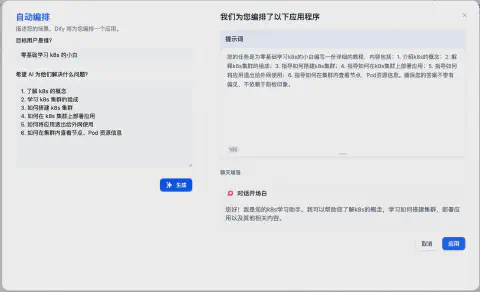 自动编排
描述您的场景，Dify 将为您编排一个应用。
目标用户是谁?
零基础学习 k8s 的小白
希望 AI 为他们解决什么问题?
1. 了解 k8s 的概念
2. 学习 k8s 集群的组成
3. 如何搭建 k8s 集群
4. 如何在 k8s 集群上部署应用
5. 如何将应用透出给外网使用
6. 如何在集群内查看节点、Pod 资源信息
生成
我们为您编排了以下应用程序
提示词
您的任务是为零基础学习k8s的小白编写一份详细的教程，内容包括：1. 介绍k8s的概念；2. 解
释k8s集群的组成；3. 指导如何搭建k8s集群；4. 指导如何在k8s集群上部署应用；5. 指导如何
将应用透出给外网使用；6. 指导如何在集群内查看节点、Pod资源信息。请确保您的答案不带有
偏见，不依赖于刻板印象。
155
聊天增强
对话开场白
您好！我是您的k8s学习助手。我可以帮助您了解k8s的概念、学习如何搭建集群、部署
应用以及其他相关内容。
取消
应用